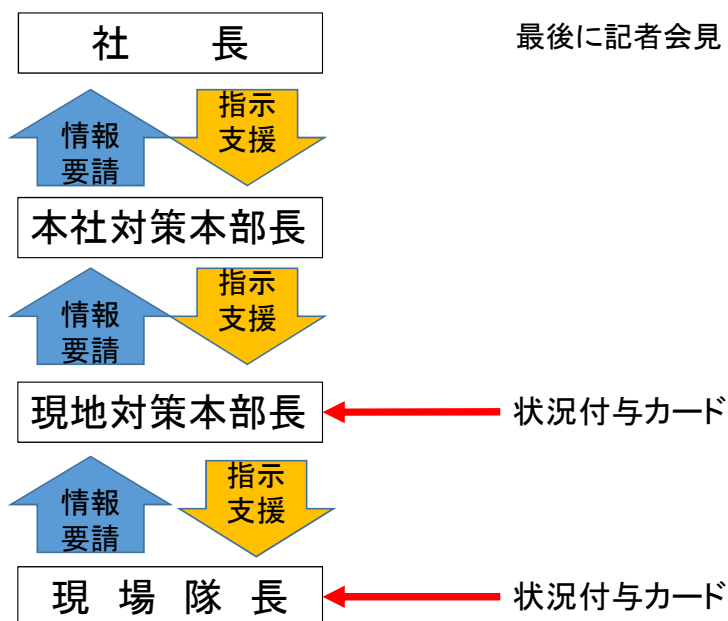 社　長
最後に記者会見
情報
要請
指示
支援
本社対策本部長
情報
要請
指示
支援
現地対策本部長
状況付与カード
情報
要請
指示
支援
現 場 隊 長
状況付与カード